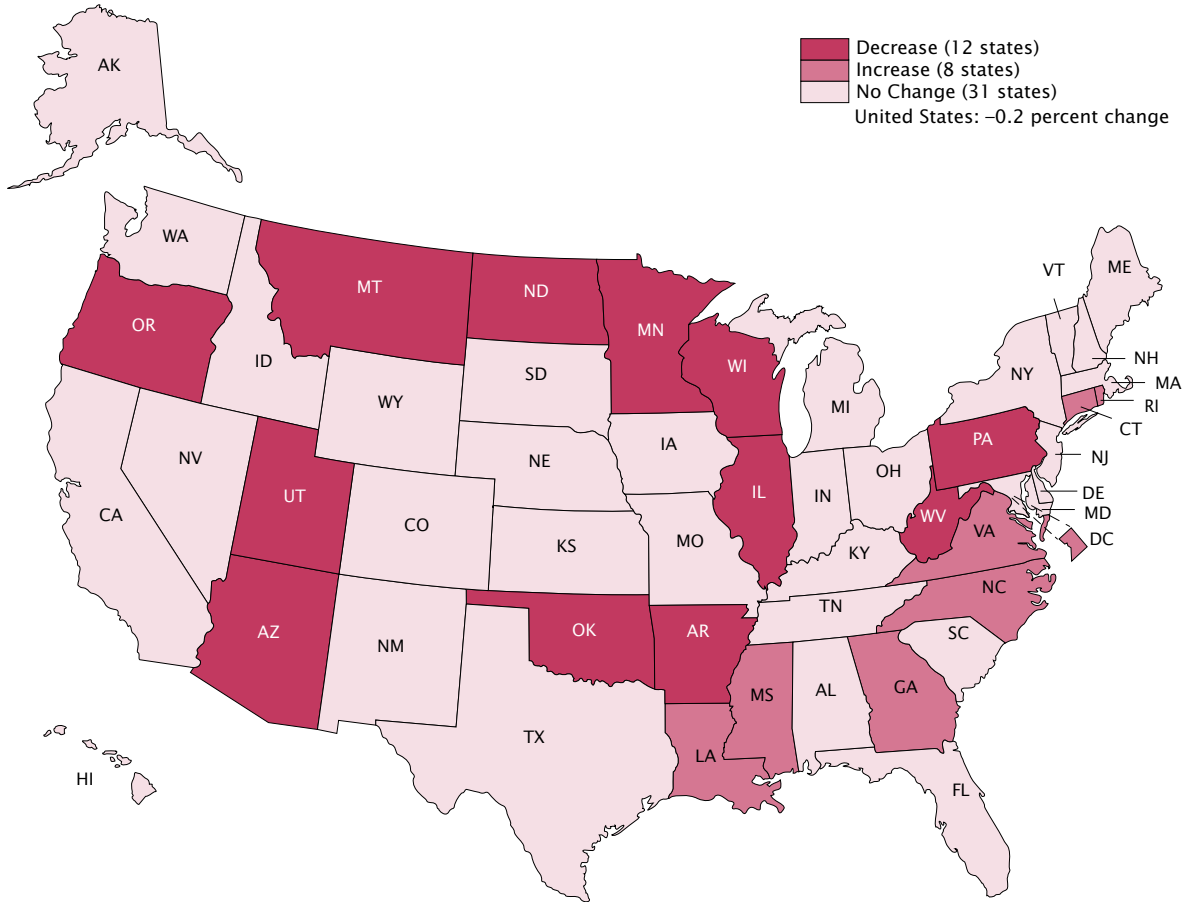 AK
Decrease (12 states)
Increase (8 states)
No Change (31 states)
United States: –0.2 percent change
WA
MT
ND
MN
VT
ME
OR
ID
SD
WI
NH
WY
MI
NY
MA
RI
CT
NV
NE
IA
PA
NJ
UT
IL
IN
OH
DE
CA
CO
KS
MO
WV
VA
MD
DC
KY
AZ
NM
OK
AR
TN
NC
SC
MS
AL
GA
TX
LA
HI
FL